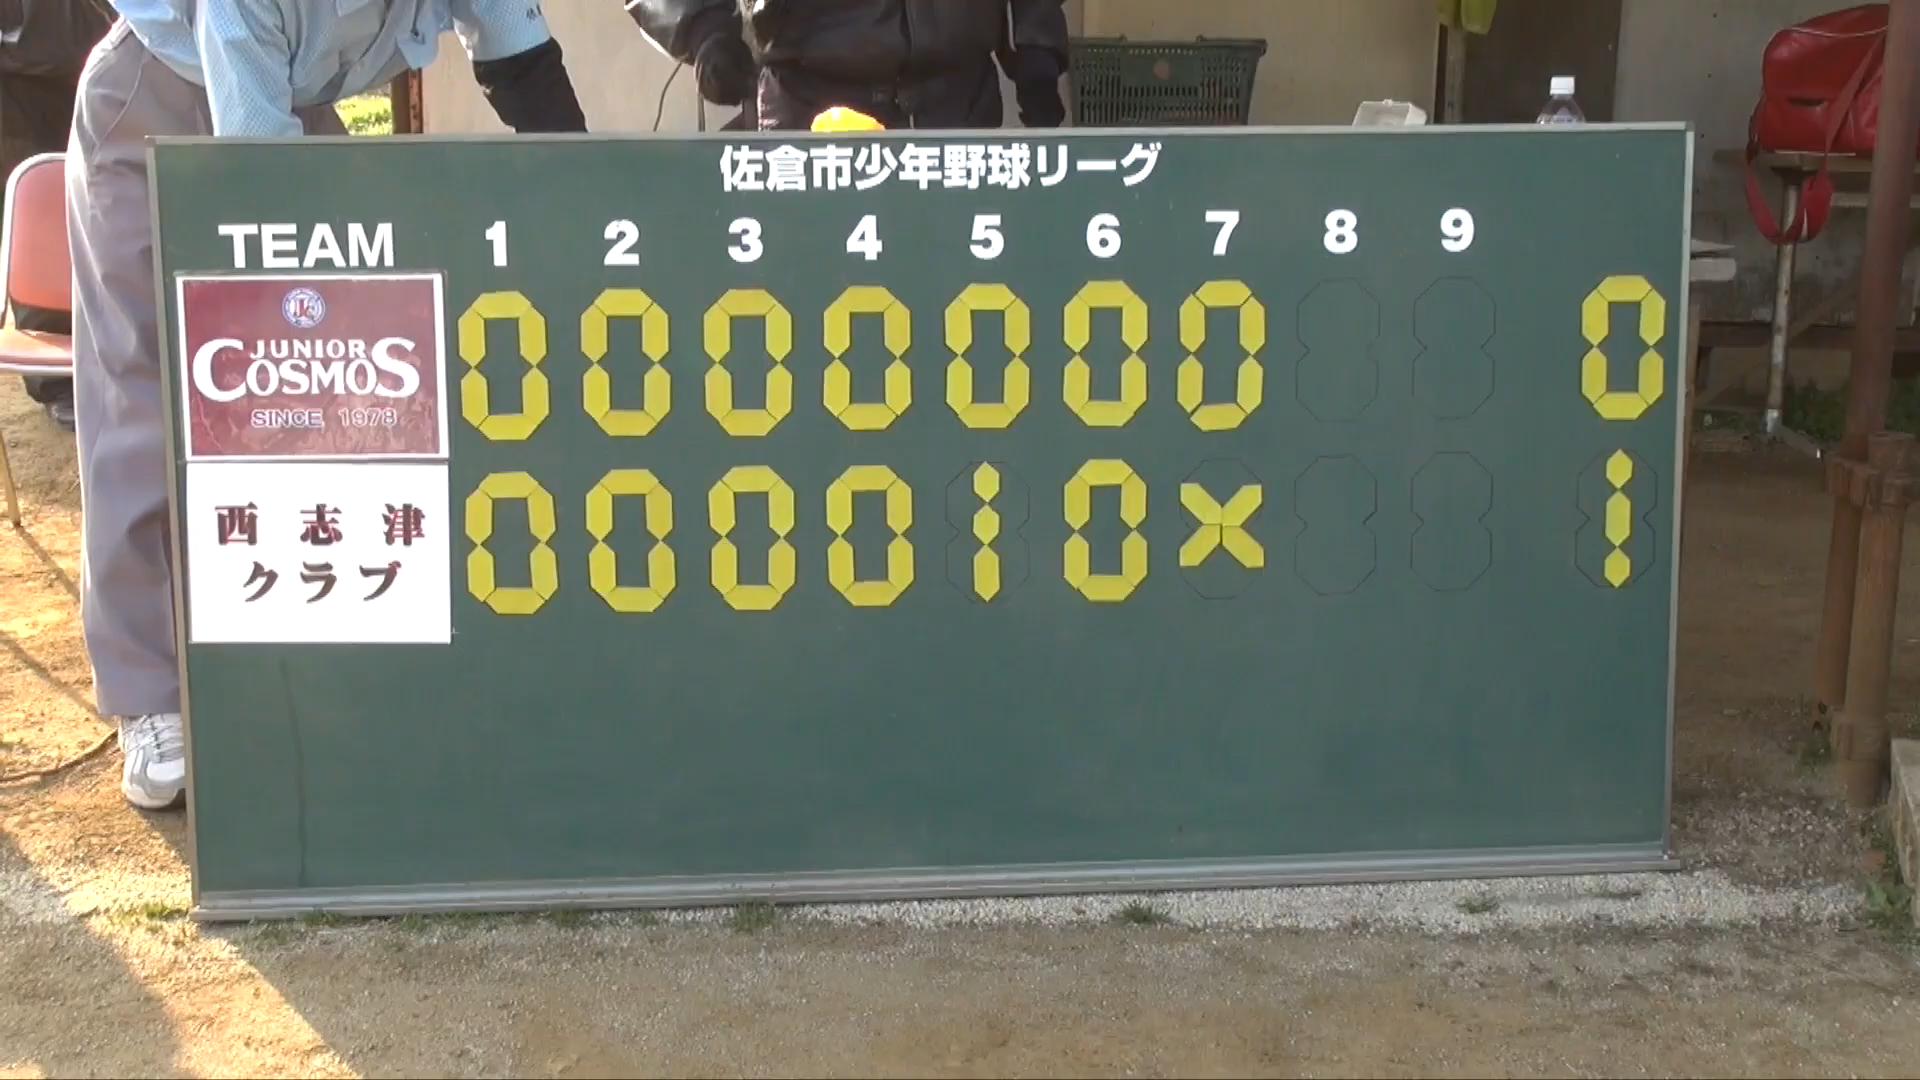 佐倉市少年野球リーグ
TEAM 1 2 3 4 5 6 7 8 9
JUNIOR
COSMOS
SINCE 1978
0 0 0 0 0 0 0 0
西志津
クラブ
0 0 0 0 1 0 X 1